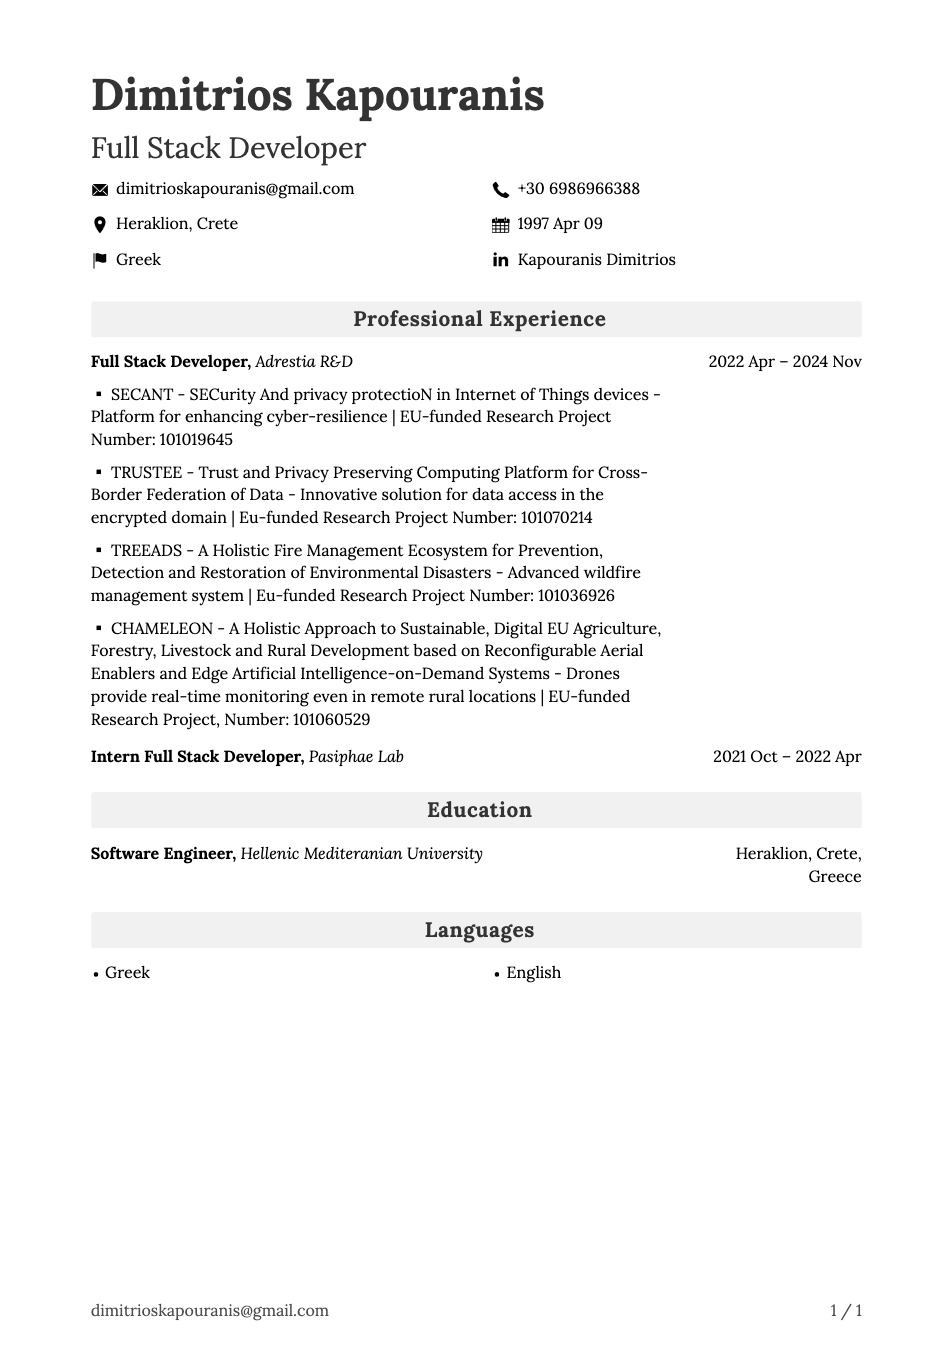 Dimitrios Kapouranis
Full Stack Developer
dimitrioskapouranis@gmail.com
+30 6986966388
Heraklion, Crete
1997 Apr 09
Greek
Kapouranis Dimitrios
Professional Experience
Full Stack Developer, Adrestia R&D
2022 Apr – 2024 Nov
▪ SECANT - SECurity And privacy protectioN in Internet of Things devices -
Platform for enhancing cyber-resilience | EU-funded Research Project
Number: 101019645
▪ TRUSTEE - Trust and Privacy Preserving Computing Platform for Cross-
Border Federation of Data - Innovative solution for data access in the
encrypted domain | Eu-funded Research Project Number: 101070214
▪ TREEADS - A Holistic Fire Management Ecosystem for Prevention,
Detection and Restoration of Environmental Disasters - Advanced wildfire
management system | Eu-funded Research Project Number: 101036926
▪ CHAMELEON - A Holistic Approach to Sustainable, Digital EU Agriculture,
Forestry, Livestock and Rural Development based on Reconfigurable Aerial
Enablers and Edge Artificial Intelligence-on-Demand Systems - Drones
provide real-time monitoring even in remote rural locations | EU-funded
Research Project, Number: 101060529
Intern Full Stack Developer, Pasiphae Lab
2021 Oct – 2022 Apr
Education
Software Engineer, Hellenic Mediteranian University
Heraklion, Crete,
Greece
Languages
• Greek
• English
dimitrioskapouranis@gmail.com
1 / 1